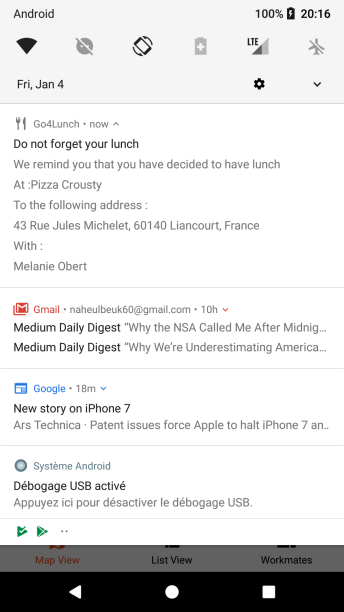 Android 100% 20:16
LTE
Fri, Jan 4
Go4Lunch • now
Do not forget your lunch
We remind you that you have decided to have lunch
At :Pizza Crousty
To the following address :
43 Rue Jules Michelet, 60140 Liancourt, France
With :
Melanie Obert
Gmail • naheulbeuk60@gmail.com • 10h
Medium Daily Digest “Why the NSA Called Me After Midnig...
Medium Daily Digest “Why We’re Underestimating America...
Google • 18m
New story on iPhone 7
Ars Technica · Patent issues force Apple to halt iPhone 7 an..
Système Android
Débogage USB activé
Appuyez ici pour désactiver le débogage USB.
Map View List View Workmates